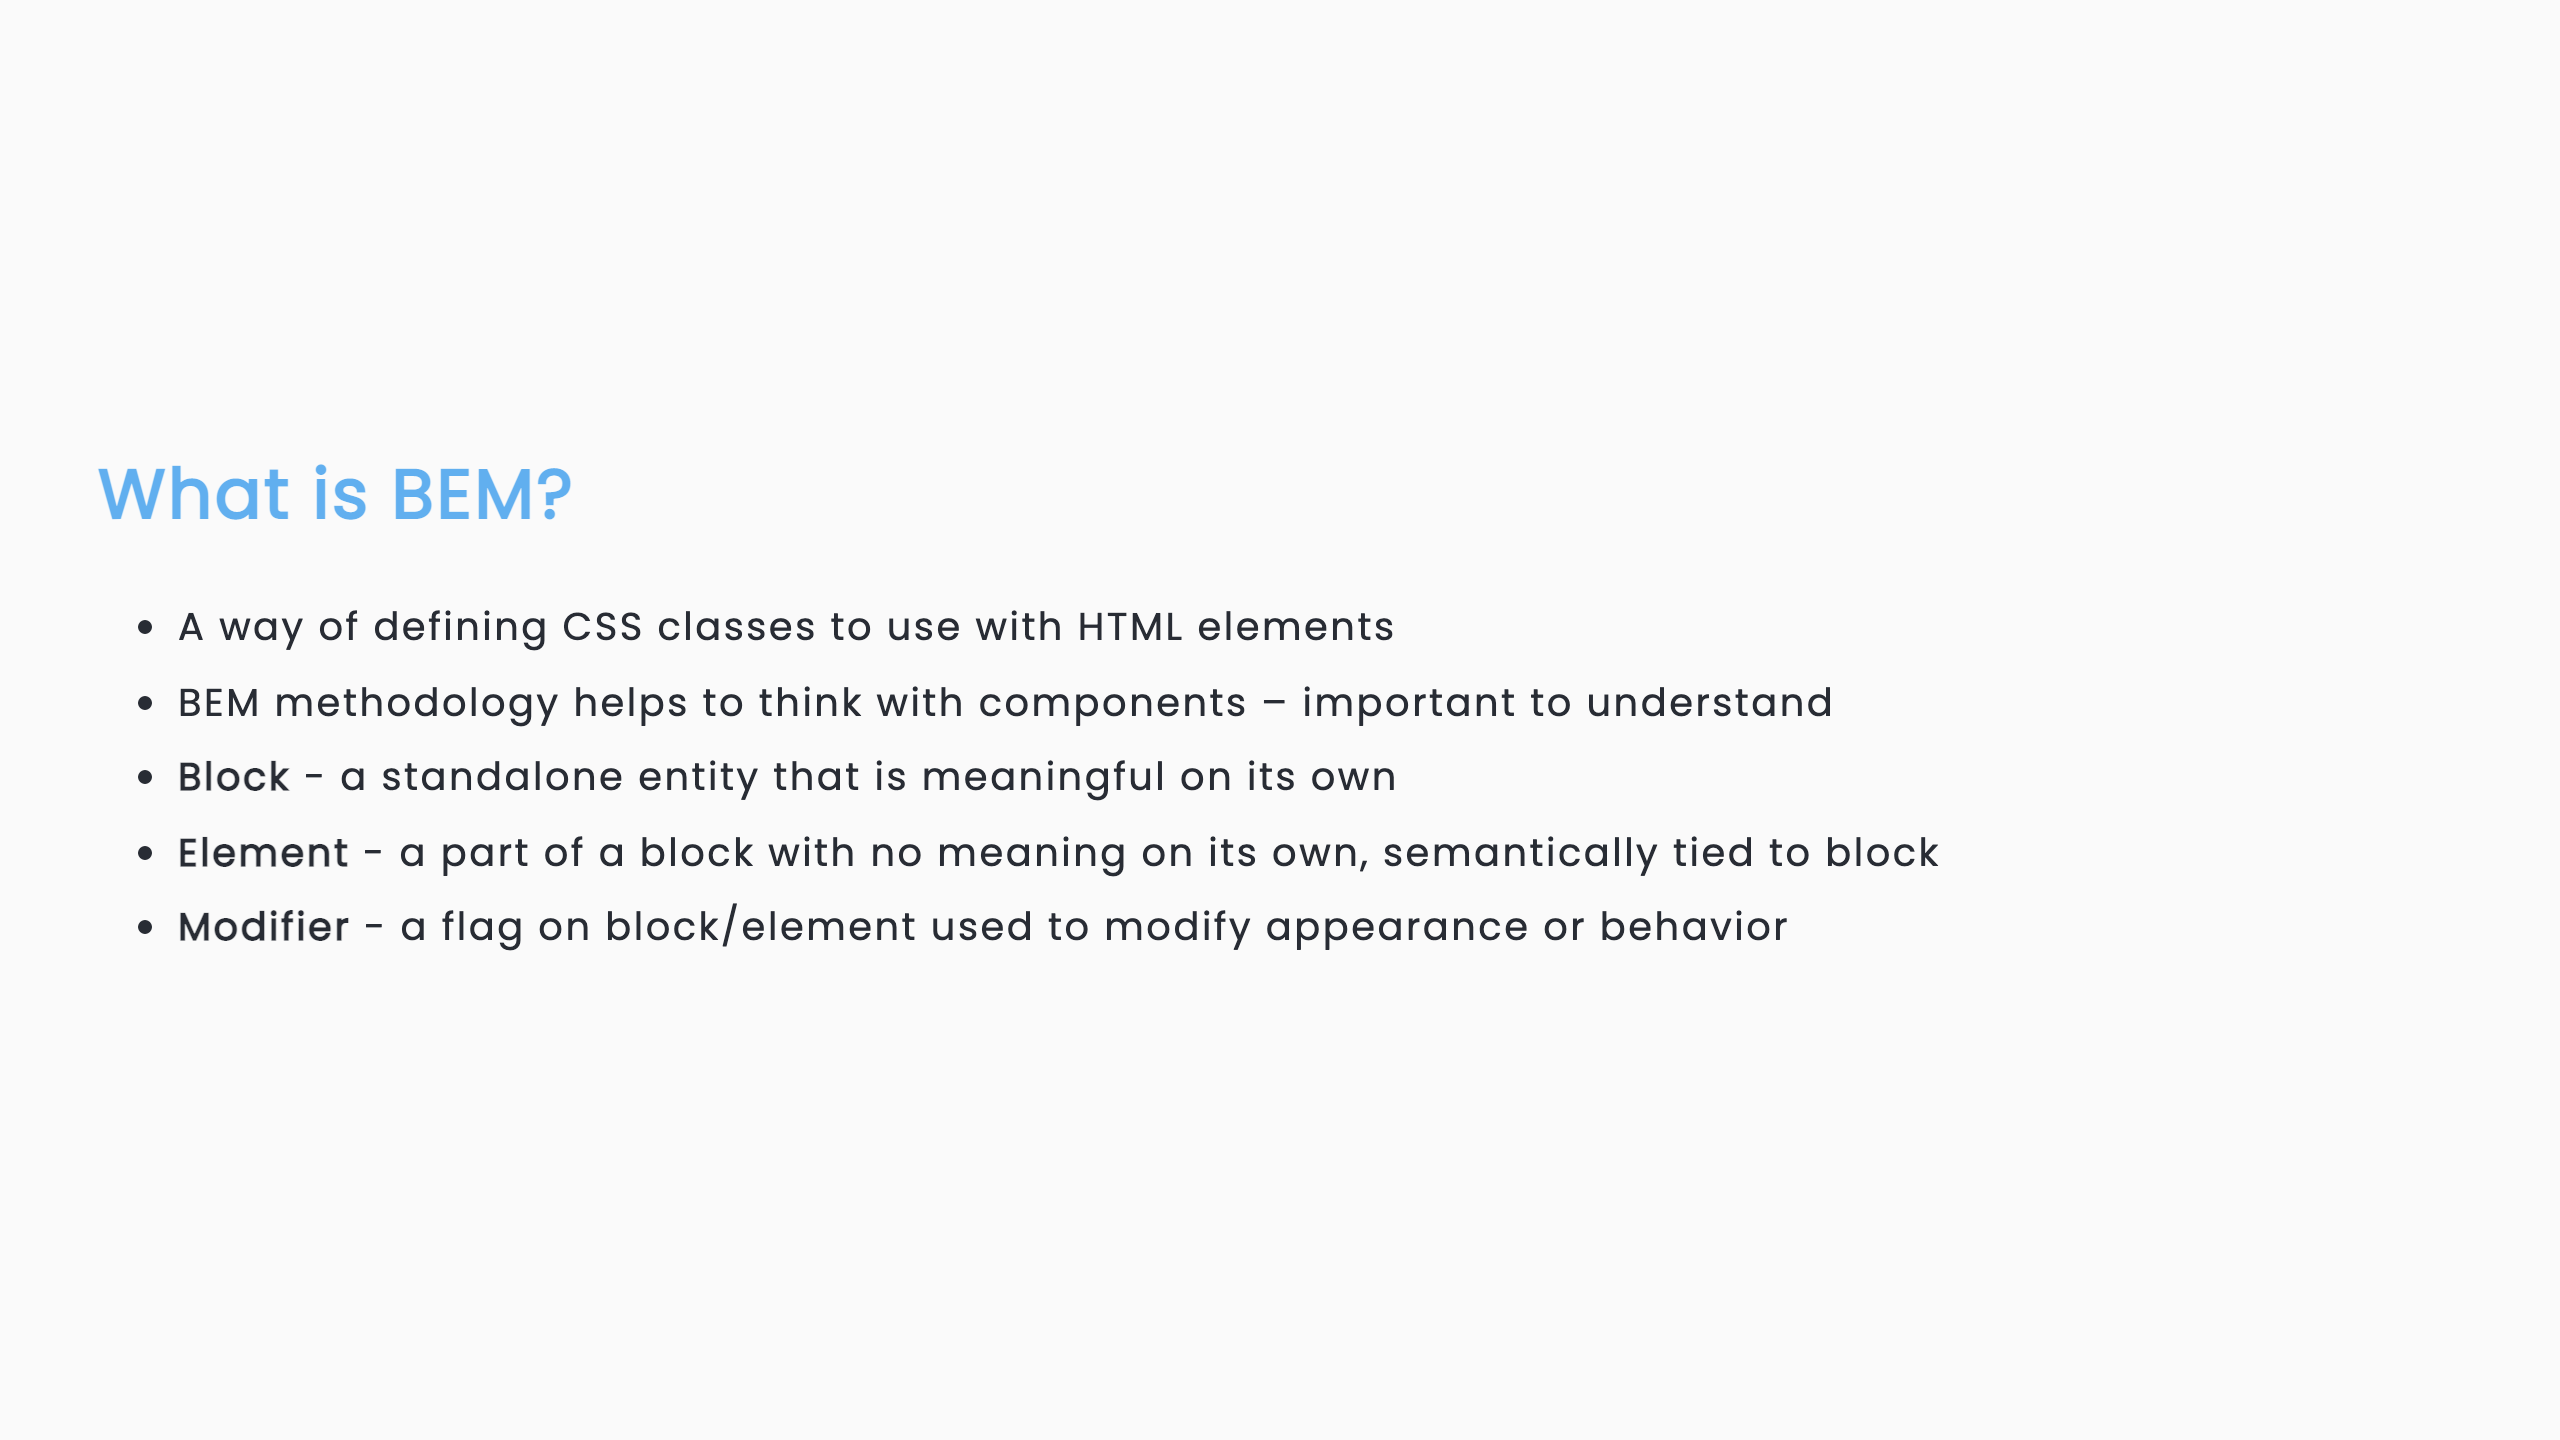 What is BEM?
• A way of defining CSS classes to use with HTML elements
• BEM methodology helps to think with components – important to understand
• Block - a standalone entity that is meaningful on its own
• Element - a part of a block with no meaning on its own, semantically tied to block
• Modifier - a flag on block/element used to modify appearance or behavior